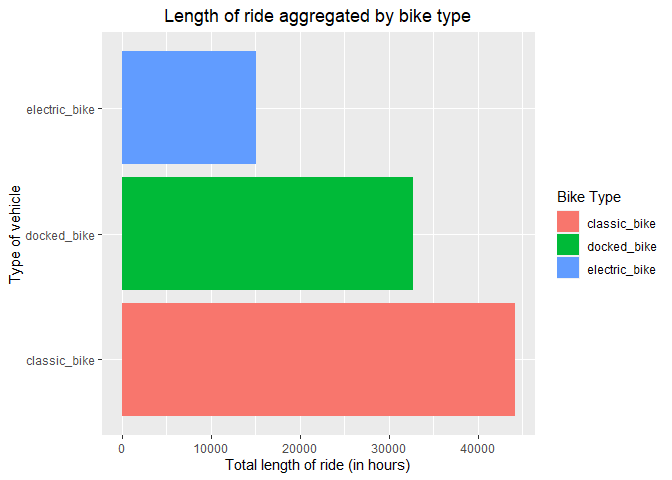 Length of ride aggregated by bike type
Type of vehicle
electric_bike
docked_bike
classic_bike
0 10000 20000 30000 40000
Total length of ride (in hours)
Bike Type
classic_bike
docked_bike
electric_bike